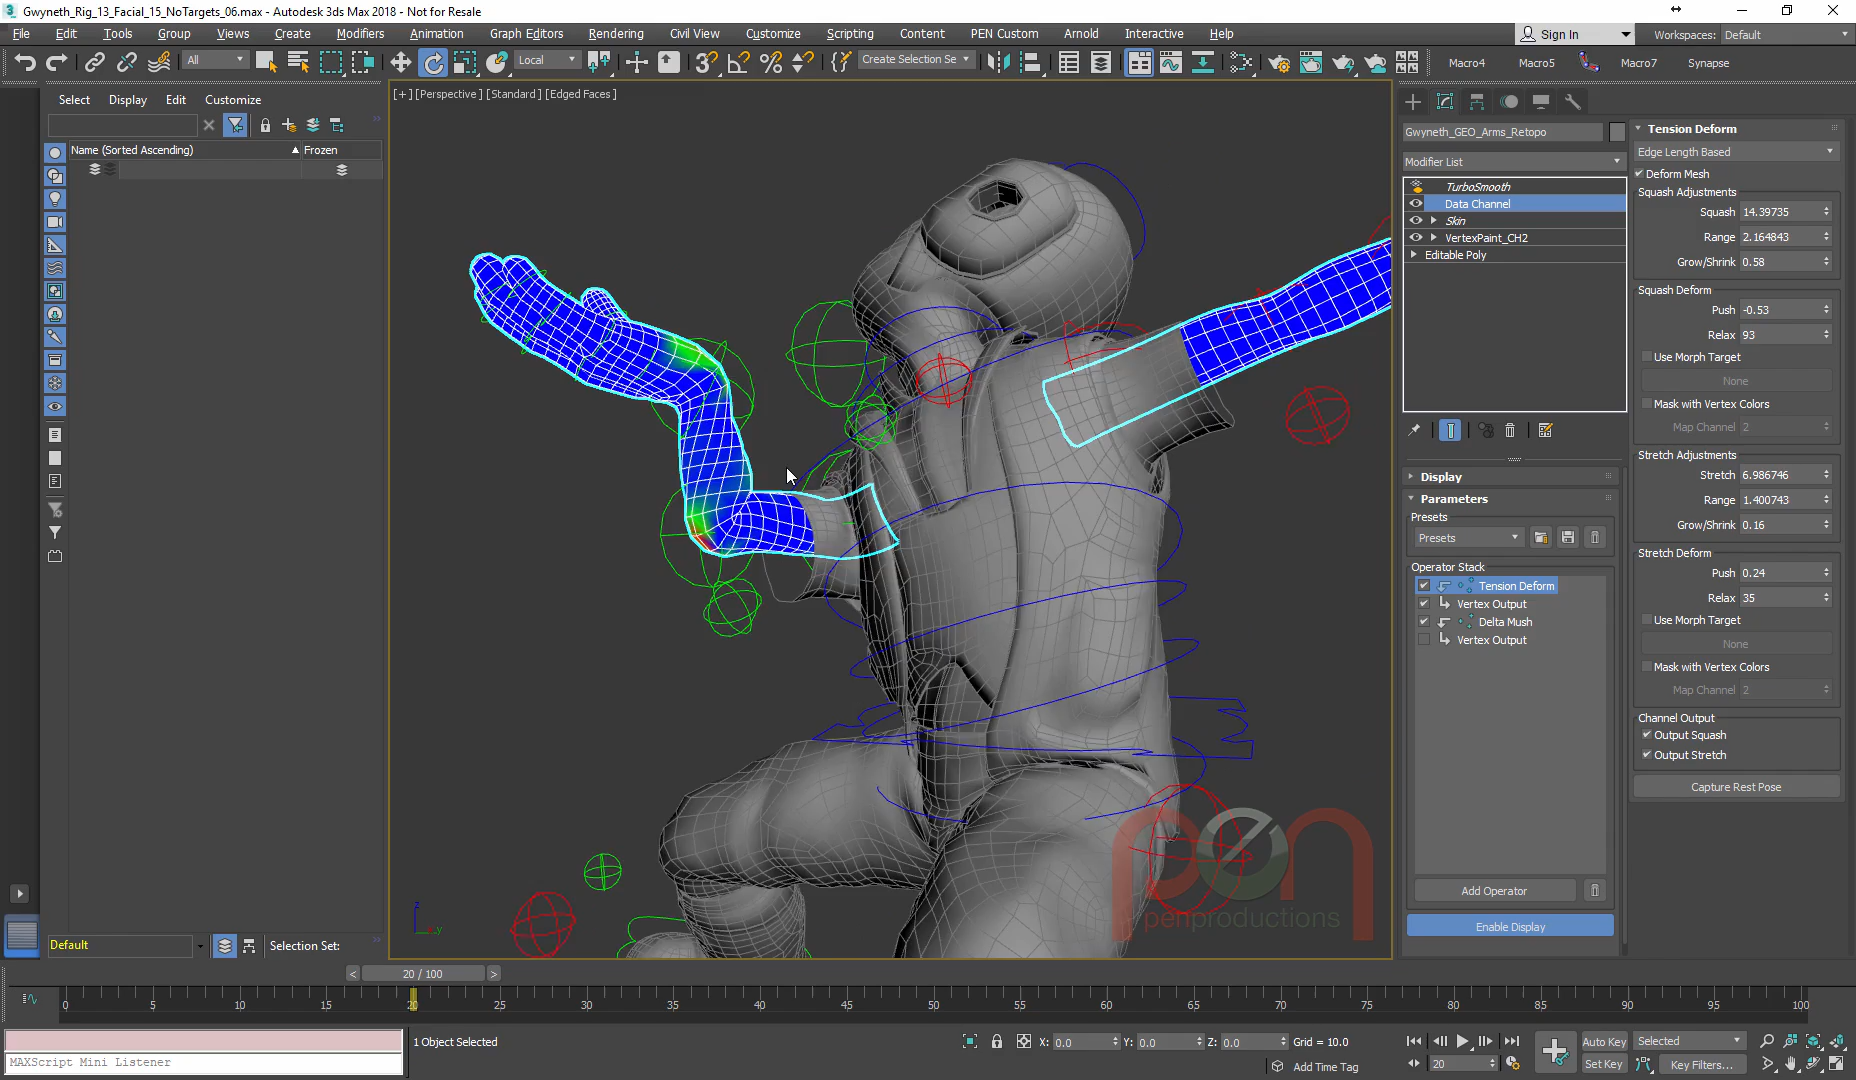 Gwyneth_Rig_13_Facial_15_NoTargets_06.max - Autodesk 3ds Max 2018 - Not for Resale
File Edit Tools Group Views Create Modifiers Animation Graph Editors Rendering Civil View Customize Scripting Content PEN Custom Arnold Interactive Help
Sign In Workspaces: Default
All Local Create Selection Se Macro4 Macro5 Macro7 Synapse
Select Display Edit Customize
Name (Sorted Ascending) Frozen
[+] [Perspective] [Standard] [Edged Faces]
Gwyneth_GEO_Arms_Retopo
Modifier List
TurboSmooth
Data Channel
Skin
VertexPaint_CH2
Editable Poly
Display
Parameters
Presets
Presets
Operator Stack
Tension Deform
Vertex Output
Delta Mush
Vertex Output
Add Operator
Enable Display
Tension Deform
Edge Length Based
Deform Mesh
Squash Adjustments
Squash 14.39735
Range 2.164843
Grow/Shrink 0.58
Squash Deform
Push -0.53
Relax 93
Use Morph Target
None
Mask with Vertex Colors
Map Channel 2
Stretch Adjustments
Stretch 6.986746
Range 1.400743
Grow/Shrink 0.16
Stretch Deform
Push 0.24
Relax 35
Use Morph Target
None
Mask with Vertex Colors
Map Channel 2
Channel Output
Output Squash
Output Stretch
Capture Rest Pose
z
y
pen
penproductions
Default Selection Set:
< 20 / 100 >
0 5 10 15 20 25 30 35 40 45 50 55 60 65 70 75 80 85 90 95 100
MAXScript Mini Listener
1 Object Selected X: 0.0 Y: 0.0 Z: 0.0 Grid = 10.0
Add Time Tag
20
Auto Key Selected
Set Key Key Filters...